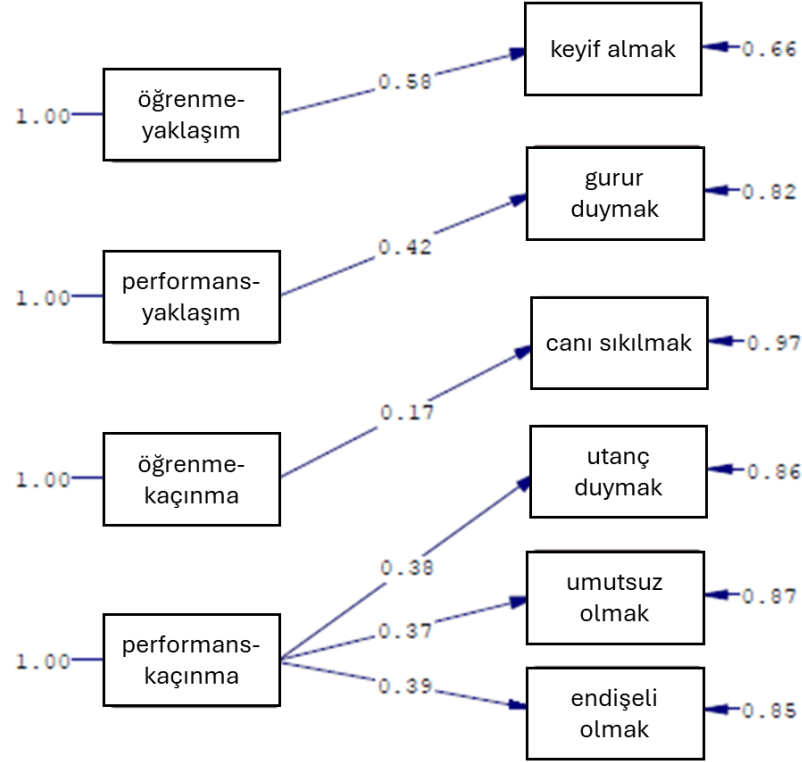 keyif almak
0.66
0.58
öğrenme-
yaklaşım
1.00
gurur
duymak
0.82
0.42
performans-
yaklaşım
1.00
canı sıkılmak
0.97
0.17
öğrenme-
kaçınma
1.00
utanç
duymak
0.86
0.38
umutsuz
olmak
0.87
0.37
performans-
kaçınma
1.00
0.39
endişeli
olmak
0.85